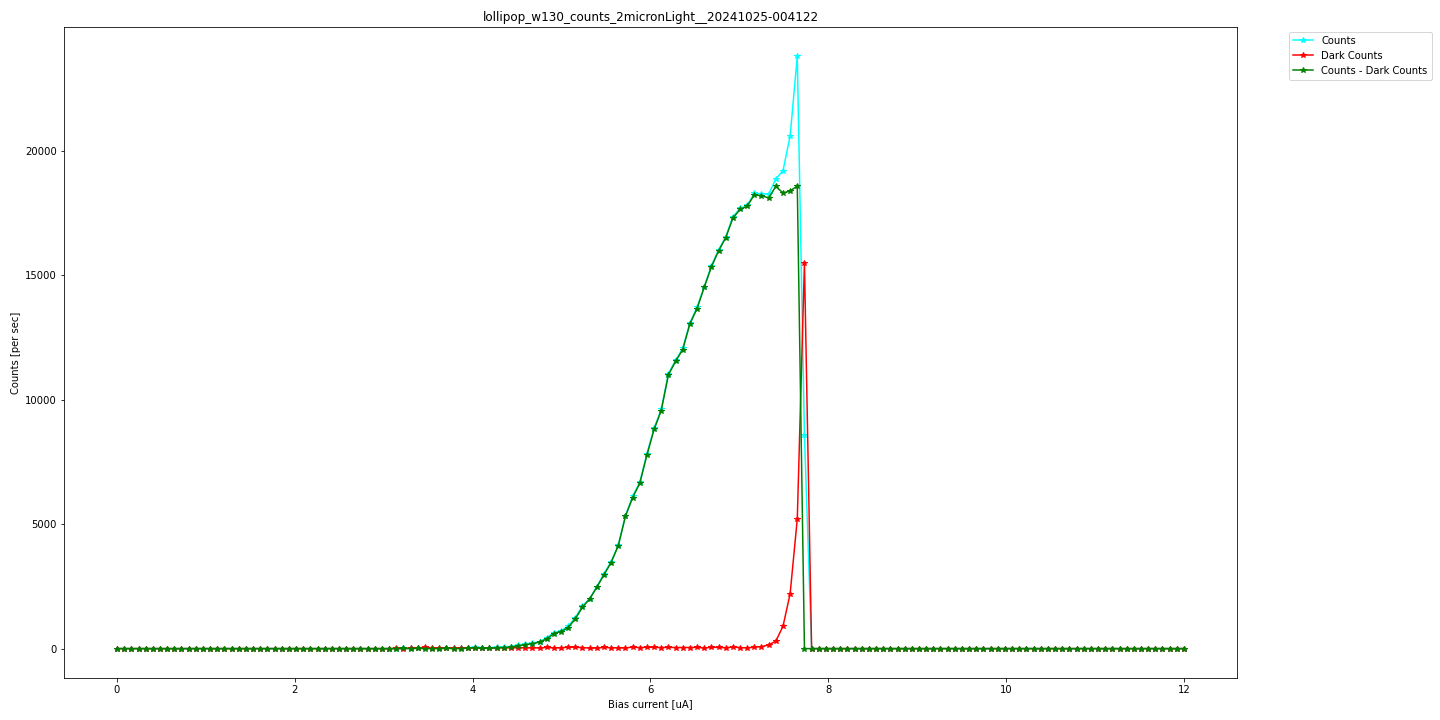 lollipop_w130_counts_2micronLight__20241025-004122
Counts
Dark Counts
Counts - Dark Counts
20000
15000
10000
5000
0
Counts [per sec]
0 2 4 6 8 10 12
Bias current [uA]